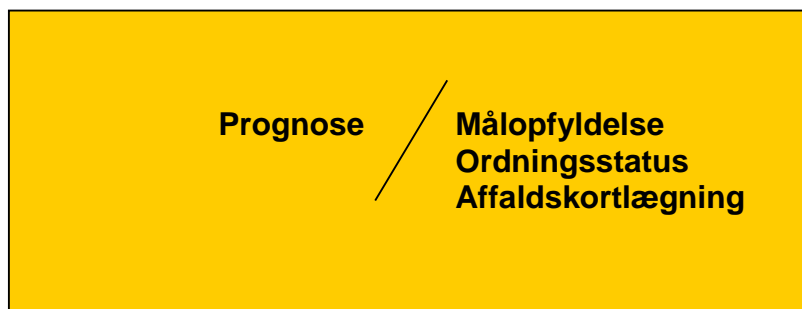 Prognose
Målopfyldelse
Ordningsstatus
Affaldskortlægning